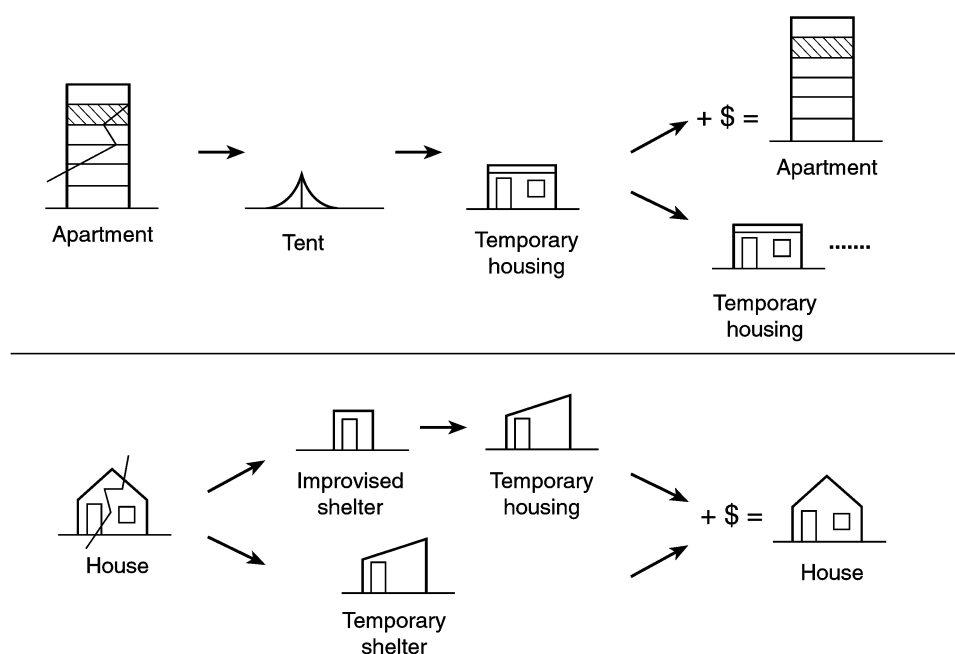 + $ =
Apartment
Apartment
Tent
Temporary
housing
Temporary
housing
Improvised
shelter
Temporary
housing
+ $ =
House
House
Temporary
shelter